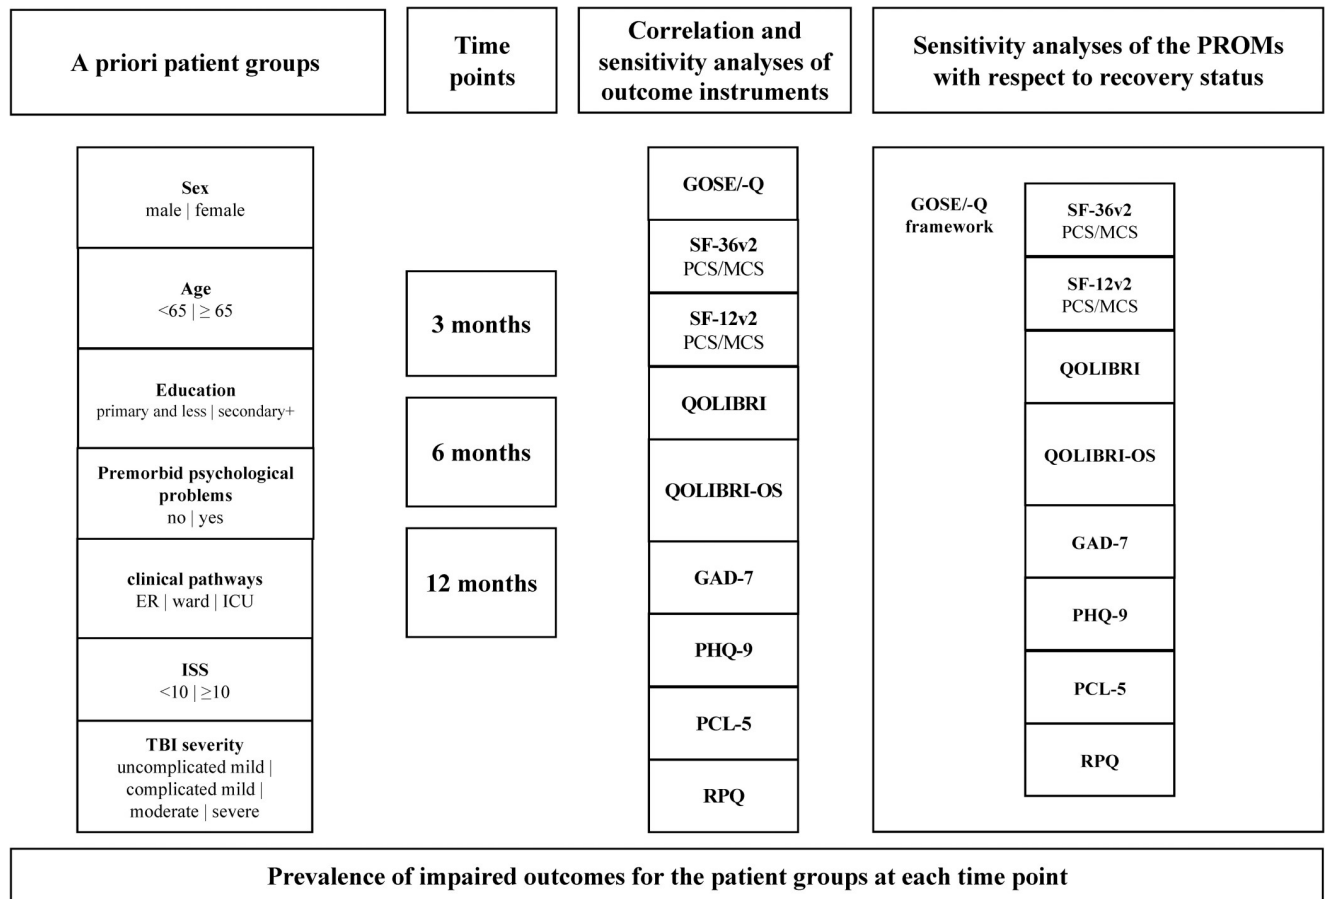 A priori patient groups
Time
points
Correlation and
sensitivity analyses of
outcome instruments
Sensitivity analyses of the PROMs
with respect to recovery status
Sex
male | female
Age
<65 | ≥ 65
Education
primary and less | secondary+
Premorbid psychological
problems
no | yes
clinical pathways
ER | ward | ICU
ISS
<10 | ≥10
TBI severity
uncomplicated mild |
complicated mild |
moderate | severe
3 months
6 months
12 months
GOSE/-Q
SF-36v2
PCS/MCS
SF-12v2
PCS/MCS
QOLIBRI
QOLIBRI-OS
GAD-7
PHQ-9
PCL-5
RPQ
GOSE/-Q
framework
SF-36v2
PCS/MCS
SF-12v2
PCS/MCS
QOLIBRI
QOLIBRI-OS
GAD-7
PHQ-9
PCL-5
RPQ
Prevalence of impaired outcomes for the patient groups at each time point